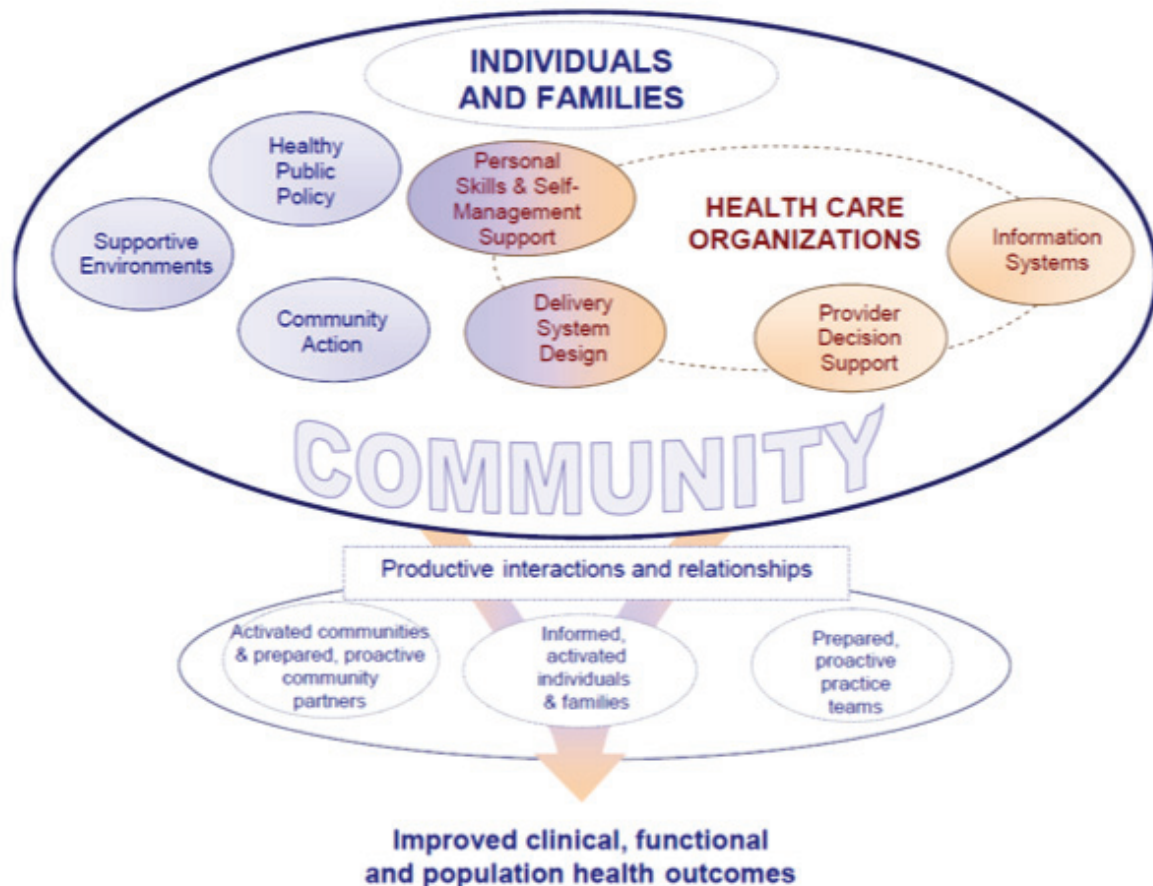 INDIVIDUALS
AND FAMILIES
Healthy
Public
Policy
Personal
Skills & Self-
Management
Support
HEALTH CARE
ORGANIZATIONS
Supportive
Environments
Information
Systems
Community
Action
Delivery
System
Design
Provider
Decision
Support
COMMUNITY
Productive interactions and relationships
Activated communities
& prepared, proactive
community
partners
Informed,
activated
individuals
& families
Prepared,
proactive
practice
teams
Improved clinical, functional
and population health outcomes